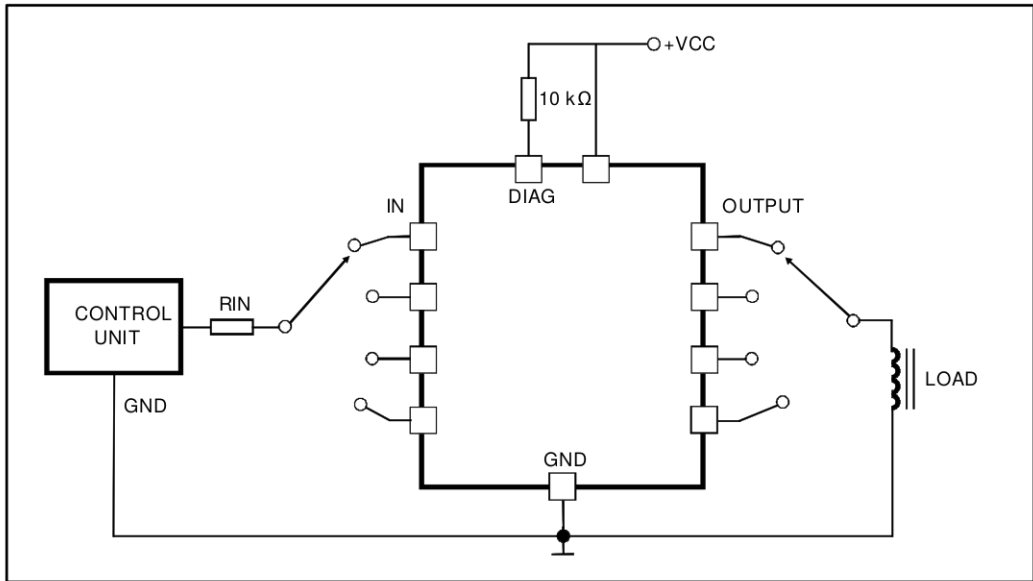 +VCC
10 kΩ
DIAG
IN
OUTPUT
RIN
CONTROL
UNIT
LOAD
GND
GND